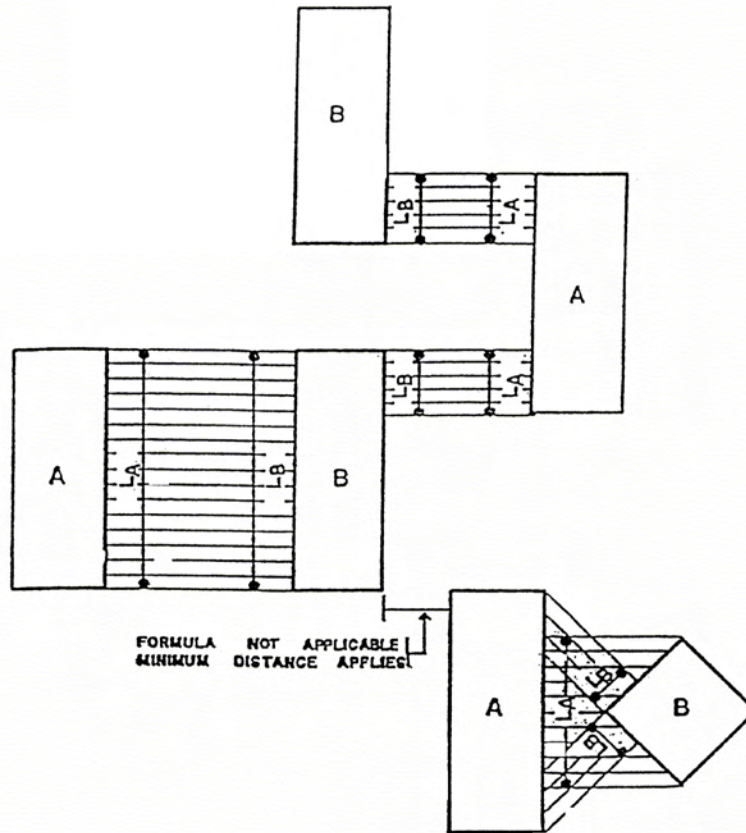 B
LB LA
A
LB LA
A LA LB B
FORMULA NOT APPLICABLE
MINIMUM DISTANCE APPLIES
A LA LB B
LB